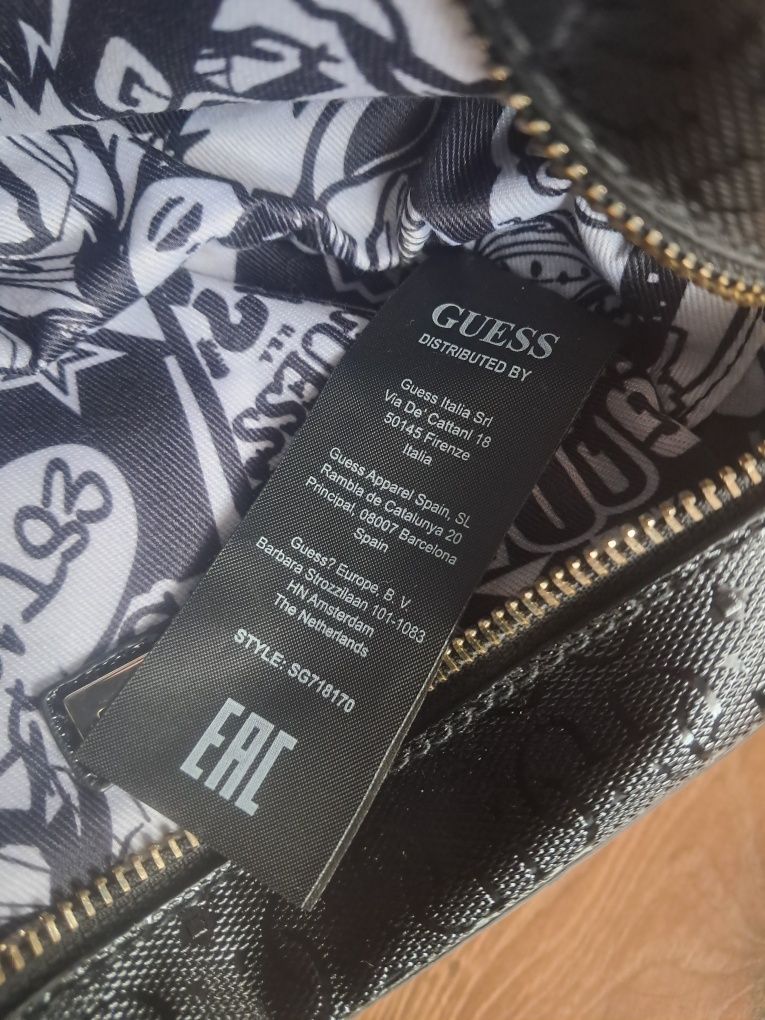 GUESS
DISTRIBUTED BY
Guess Italia Srl
Via De' Cattani 18
50145 Firenze
Italia
Guess Apparel Spain, SL
Rambla de Catalunya 20
Principal, 08007 Barcelona
Spain
Guess? Europe, B. V.
Barbara Strozzilaan 101-1083
HN Amsterdam
The Netherlands
STYLE: SG718170
EAC